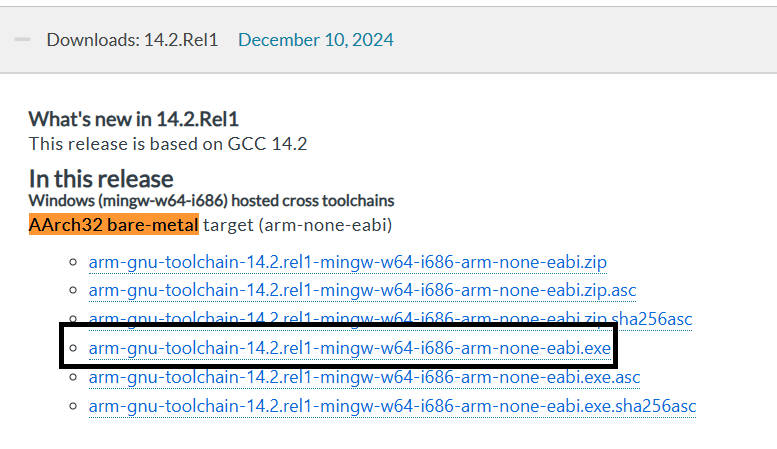 Downloads: 14.2.Rel1 December 10, 2024
What's new in 14.2.Rel1
This release is based on GCC 14.2
In this release
Windows (mingw-w64-i686) hosted cross toolchains
AArch32 bare-metal target (arm-none-eabi)
arm-gnu-toolchain-14.2.rel1-mingw-w64-i686-arm-none-eabi.zip
arm-gnu-toolchain-14.2.rel1-mingw-w64-i686-arm-none-eabi.zip.asc
arm-gnu-toolchain-14.2.rel1-mingw-w64-i686-arm-none-eabi.zip.sha256asc
arm-gnu-toolchain-14.2.rel1-mingw-w64-i686-arm-none-eabi.exe
arm-gnu-toolchain-14.2.rel1-mingw-w64-i686-arm-none-eabi.exe.asc
arm-gnu-toolchain-14.2.rel1-mingw-w64-i686-arm-none-eabi.exe.sha256asc